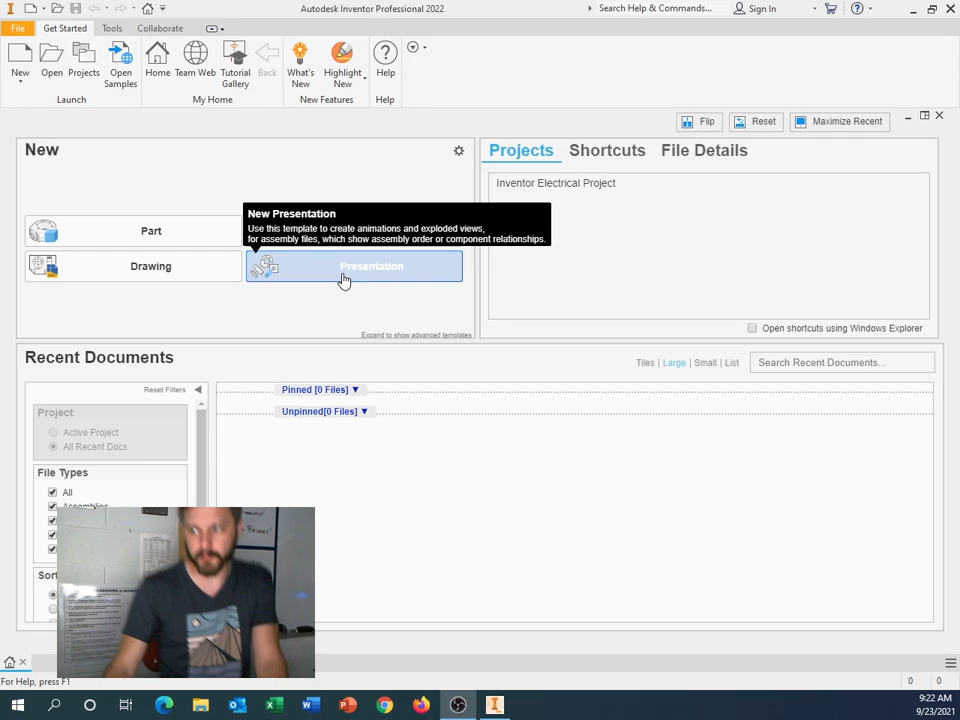 Autodesk Inventor Professional 2022
Search Help & Commands...
Sign In
File
Get Started
Tools
Collaborate
New
Open
Projects
Open
Samples
Home
Team Web
Tutorial
Gallery
Back
What's
New
Highlight
New
Help
Launch
My Home
New Features
Help
Flip
Reset
Maximize Recent
New
Projects
Shortcuts
File Details
Inventor Electrical Project
New Presentation
Use this template to create animations and exploded views,
for assembly files, which show assembly order or component relationships.
Part
Drawing
Presentation
Expand to show advanced templates
Open shortcuts using Windows Explorer
Recent Documents
Tiles | Large | Small | List
Search Recent Documents...
Reset Filters
Pinned [0 Files] ▼
Unpinned[0 Files] ▼
Project
Active Project
All Recent Docs
File Types
All
Assemblies
For Help, press F1
0
0
9:22 AM
9/23/2021